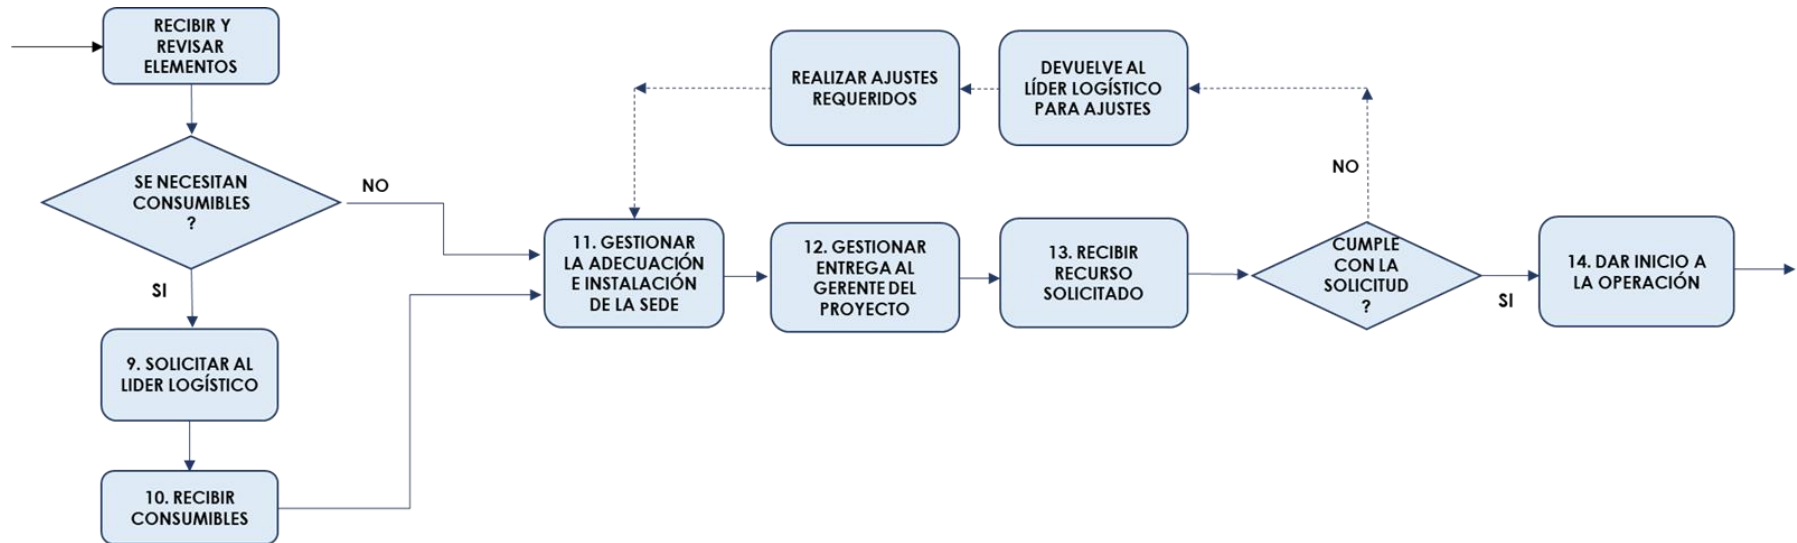 RECIBIR Y
REVISAR
ELEMENTOS
SE NECESITAN
CONSUMIBLES
?
NO
SI
9. SOLICITAR AL
LIDER LOGÍSTICO
10. RECIBIR
CONSUMIBLES
REALIZAR AJUSTES
REQUERIDOS
DEVUELVE AL
LÍDER LOGÍSTICO
PARA AJUSTES
NO
11. GESTIONAR
LA ADECUACIÓN
E INSTALACIÓN
DE LA SEDE
12. GESTIONAR
ENTREGA AL
GERENTE DEL
PROYECTO
13. RECIBIR
RECURSO
SOLICITADO
CUMPLE
CON LA
SOLICITUD
?
SI
14. DAR INICIO A
LA OPERACIÓN